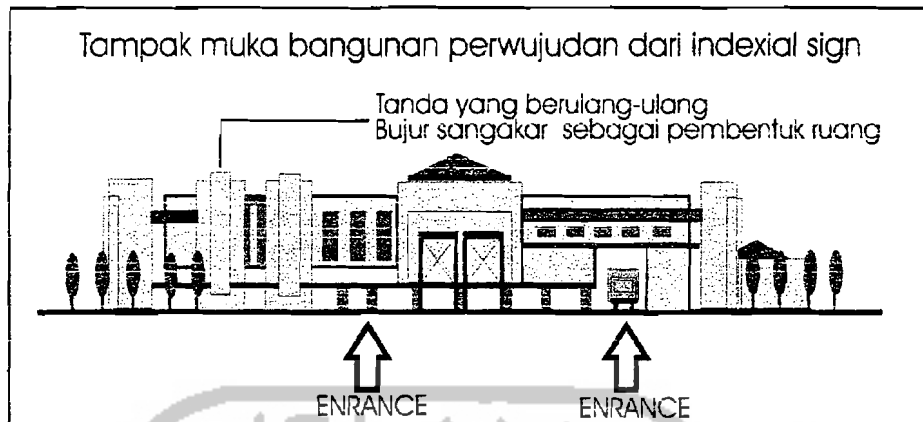 Tampak muka bangunan perwujudan dari indexial sign
Tanda yang berulang-ulang
Bujur sangakar sebagai pembentuk ruang
ENRANCE
ENRANCE